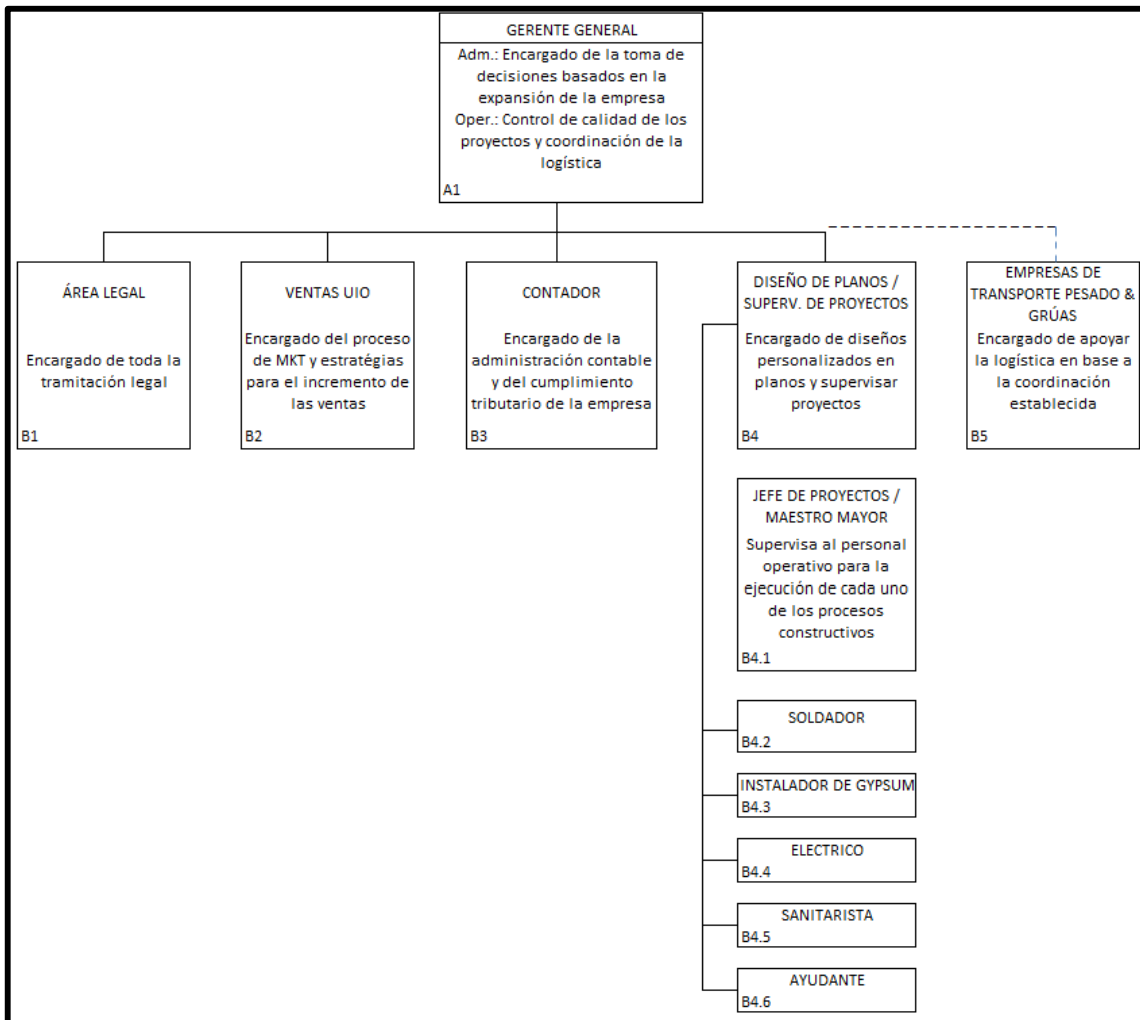 GERENTE GENERAL
Adm.: Encargado de la toma de
decisiones basados en la
expansión de la empresa
Oper.: Control de calidad de los
proyectos y coordinación de la
logística
A1
ÁREA LEGAL
Encargado de toda la
tramitación legal
B1
VENTAS UIO
Encargado del proceso
de MKT y estratégias
para el incremento de
las ventas
B2
CONTADOR
Encargado de la
administración contable
y del cumplimiento
tributario de la empresa
B3
DISEÑO DE PLANOS /
SUPERV. DE PROYECTOS
Encargado de diseños
personalizados en
planos y supervisar
proyectos
B4
EMPRESAS DE
TRANSPORTE PESADO &
GRÚAS
Encargado de apoyar
la logística en base a
la coordinación
establecida
B5
JEFE DE PROYECTOS /
MAESTRO MAYOR
Supervisa al personal
operativo para la
ejecución de cada uno
de los procesos
constructivos
B4.1
SOLDADOR
B4.2
INSTALADOR DE GYPSUM
B4.3
ELECTRICO
B4.4
SANITARISTA
B4.5
AYUDANTE
B4.6